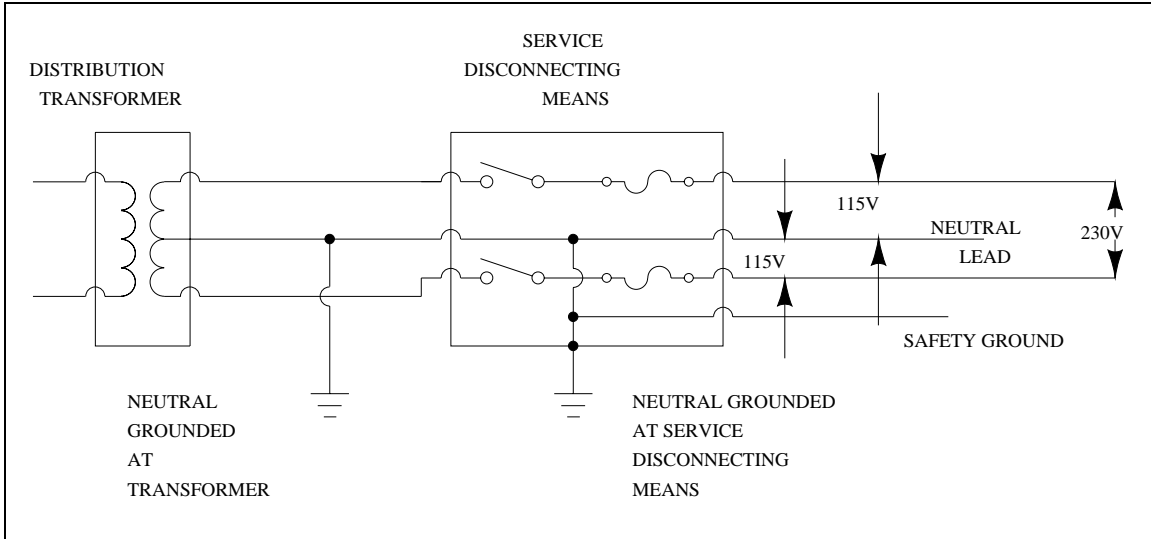 SERVICE
DISCONNECTING
MEANS
DISTRIBUTION
TRANSFORMER
115V
NEUTRAL
LEAD
230V
115V
SAFETY GROUND
NEUTRAL
GROUNDED
AT
TRANSFORMER
NEUTRAL GROUNDED
AT SERVICE
DISCONNECTING
MEANS